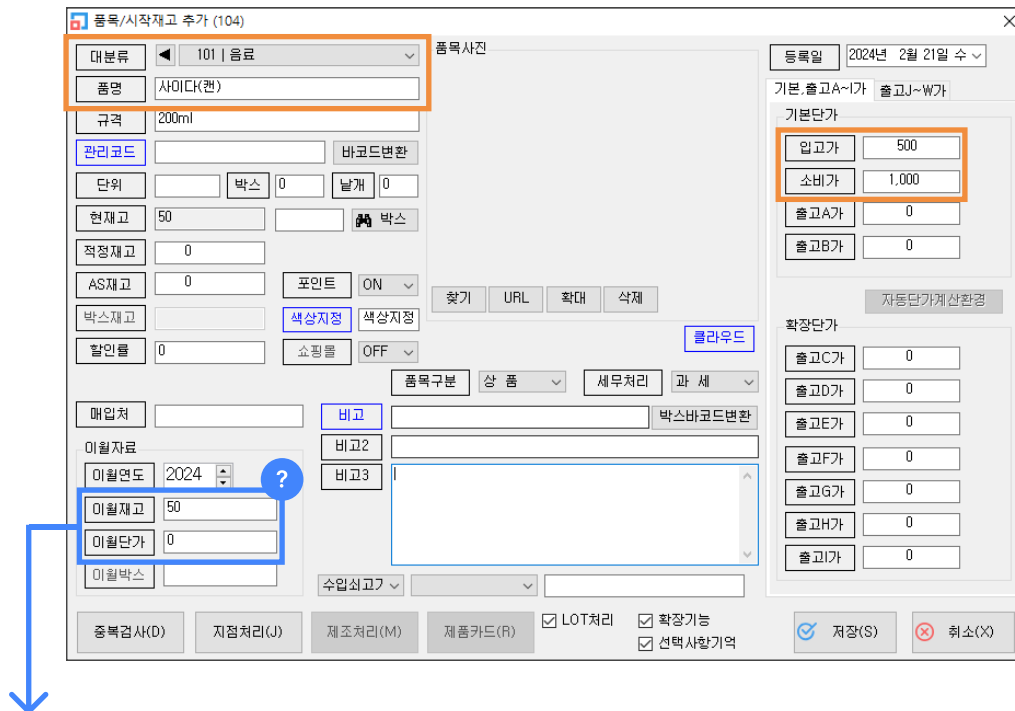 품목/시작재고 추가 (104)
대분류 101 | 음료
품명 사이다(캔)
규격 200ml
관리코드 바코드변환
단위 박스 0 낱개 0
현재고 50 박스
적정재고 0
AS재고 0 포인트 ON
박스재고 색상지정 색상지정
할인률 0 쇼핑몰 OFF
품목사진
찾기 URL 확대 삭제
클라우드
품목구분 상 품 세무처리 과 세
매입처 비고 박스바코드변환
비고2
비고3
이월자료
이월연도 2024 ?
이월재고 50
이월단가 0
이월박스
수입쇠고기
등록일 2024년 2월 21일 수
기본,출고A~I가 출고J~W가
기본단가
입고가 500
소비가 1,000
출고A가 0
출고B가 0
자동단가계산환경
확장단가
출고C가 0
출고D가 0
출고E가 0
출고F가 0
출고G가 0
출고H가 0
출고I가 0
중복검사(D) 지점처리(J) 제조처리(M) 제품카드(R) LOT처리 확장기능
선택사항기억
저장(S) 취소(X)